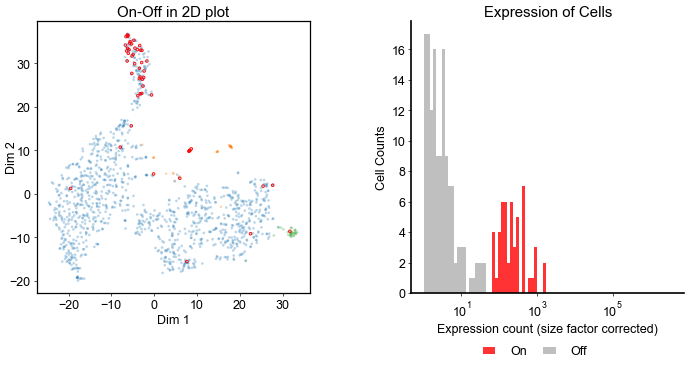 On-Off in 2D plot
Dim 2
30
20
10
0
−10
−20
−20 −10 0 10 20 30
Dim 1
Expression of Cells
Cell Counts
16
14
12
10
8
6
4
2
0
10^1 10^3 10^5
Expression count (size factor corrected)
On Off